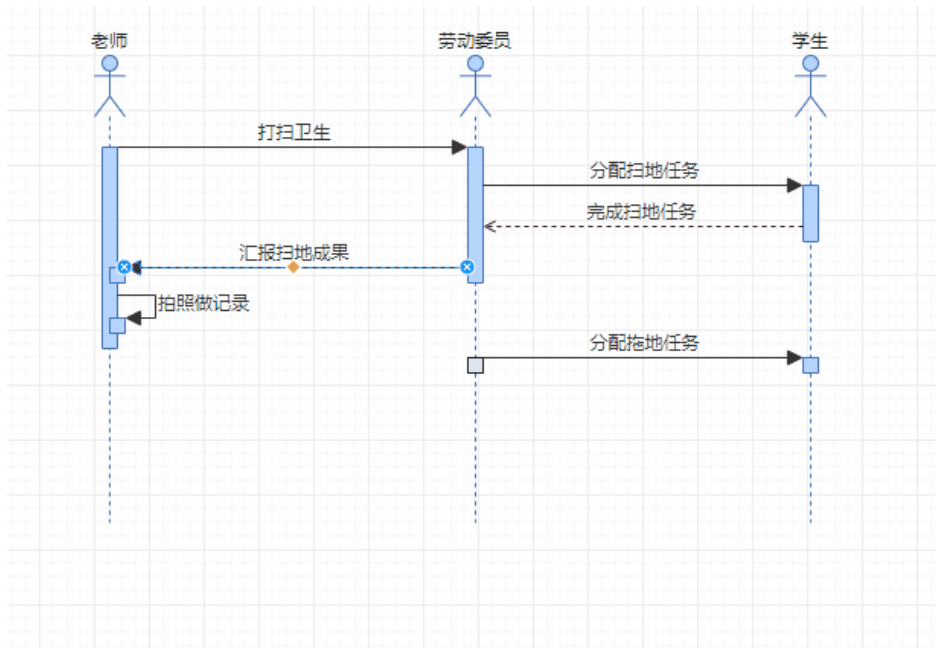 老师
劳动委员
学生
打扫卫生
分配扫地任务
完成扫地任务
汇报扫地成果
拍照做记录
分配拖地任务